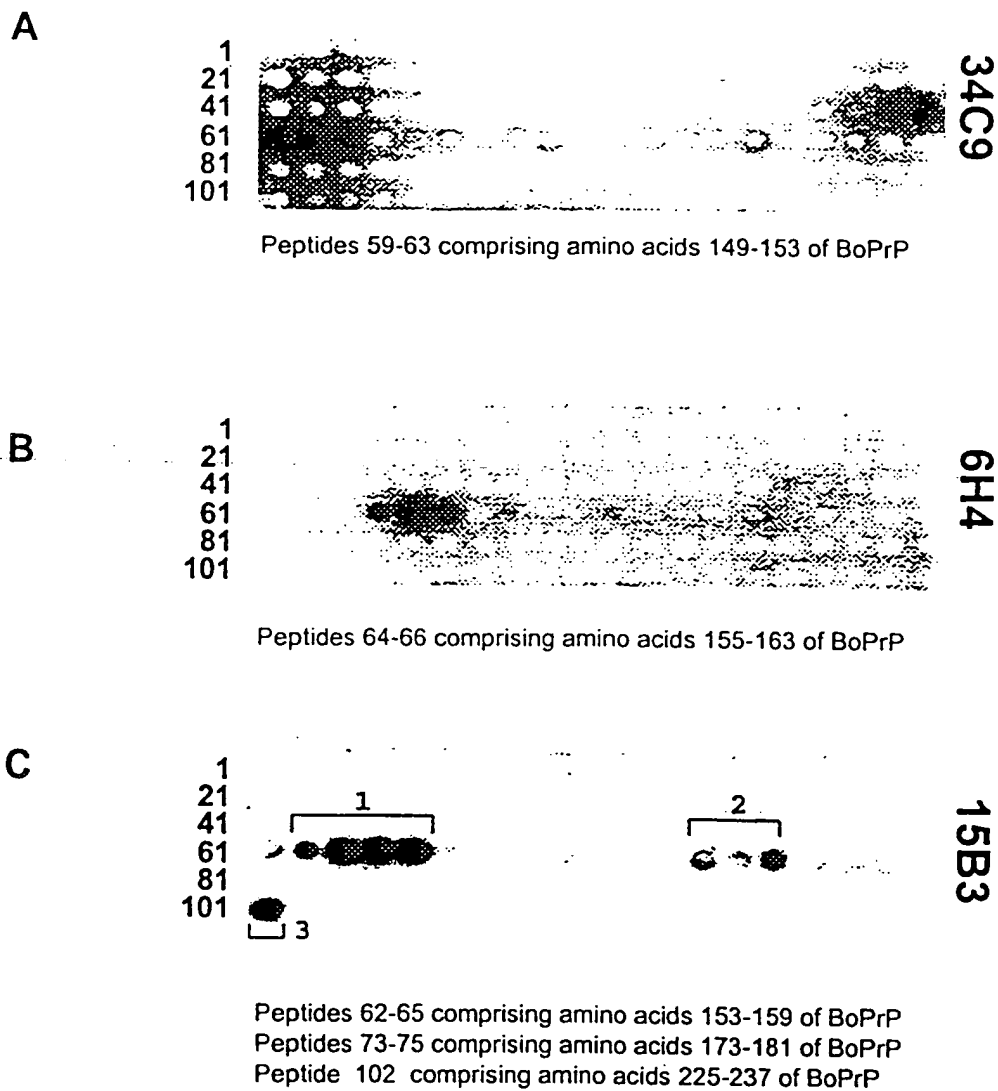 A
1
21
41
61
81
101
34C9
Peptides 59-63 comprising amino acids 149-153 of BoPrP
B
1
21
41
61
81
101
6H4
Peptides 64-66 comprising amino acids 155-163 of BoPrP
C
1
21
41
61
81
101
1
2
3
15B3
Peptides 62-65 comprising amino acids 153-159 of BoPrP
Peptides 73-75 comprising amino acids 173-181 of BoPrP
Peptide 102 comprising amino acids 225-237 of BoPrP